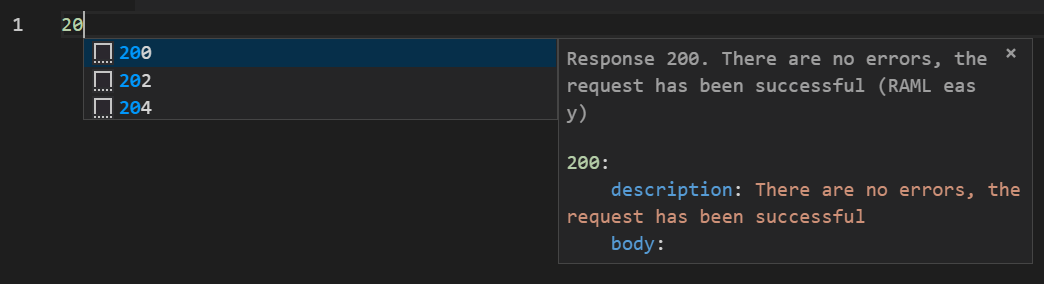 1 20
200
202
204
Response 200. There are no errors, the ×
request has been successful (RAML eas
y)
200:
description: There are no errors, the
request has been successful
body: